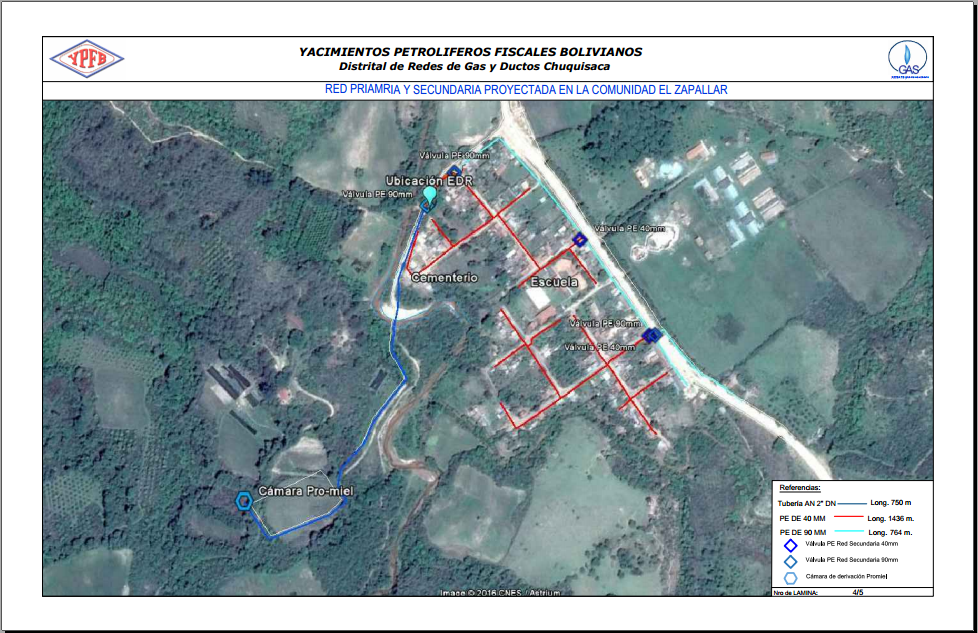 YPFB
YACIMIENTOS PETROLIFEROS FISCALES BOLIVIANOS
Distrital de Redes de Gas y Ductos Chuquisaca
GAS
RED PRIAMRIA Y SECUNDARIA PROYECTADA EN LA COMUNIDAD EL ZAPALLAR
Válvula PE 90mm
Ubicación EDR
Válvula PE 90mm
Válvula PE 40mm
Cementerio
Escuela
Válvula PE 90mm
Válvula PE 40mm
Cámara Pro-miel
Referencias:
Tubería AN 2" DN Long. 750 m
PE DE 40 MM Long. 1436 m.
PE DE 90 MM Long. 764 m.
Válvula PE Red Secundaria 40mm
Válvula PE Red Secundaria 90mm
Cámara de derivación Promiel
Image © 2016 CNES / Astrium
Nro de LAMINA: 4/5